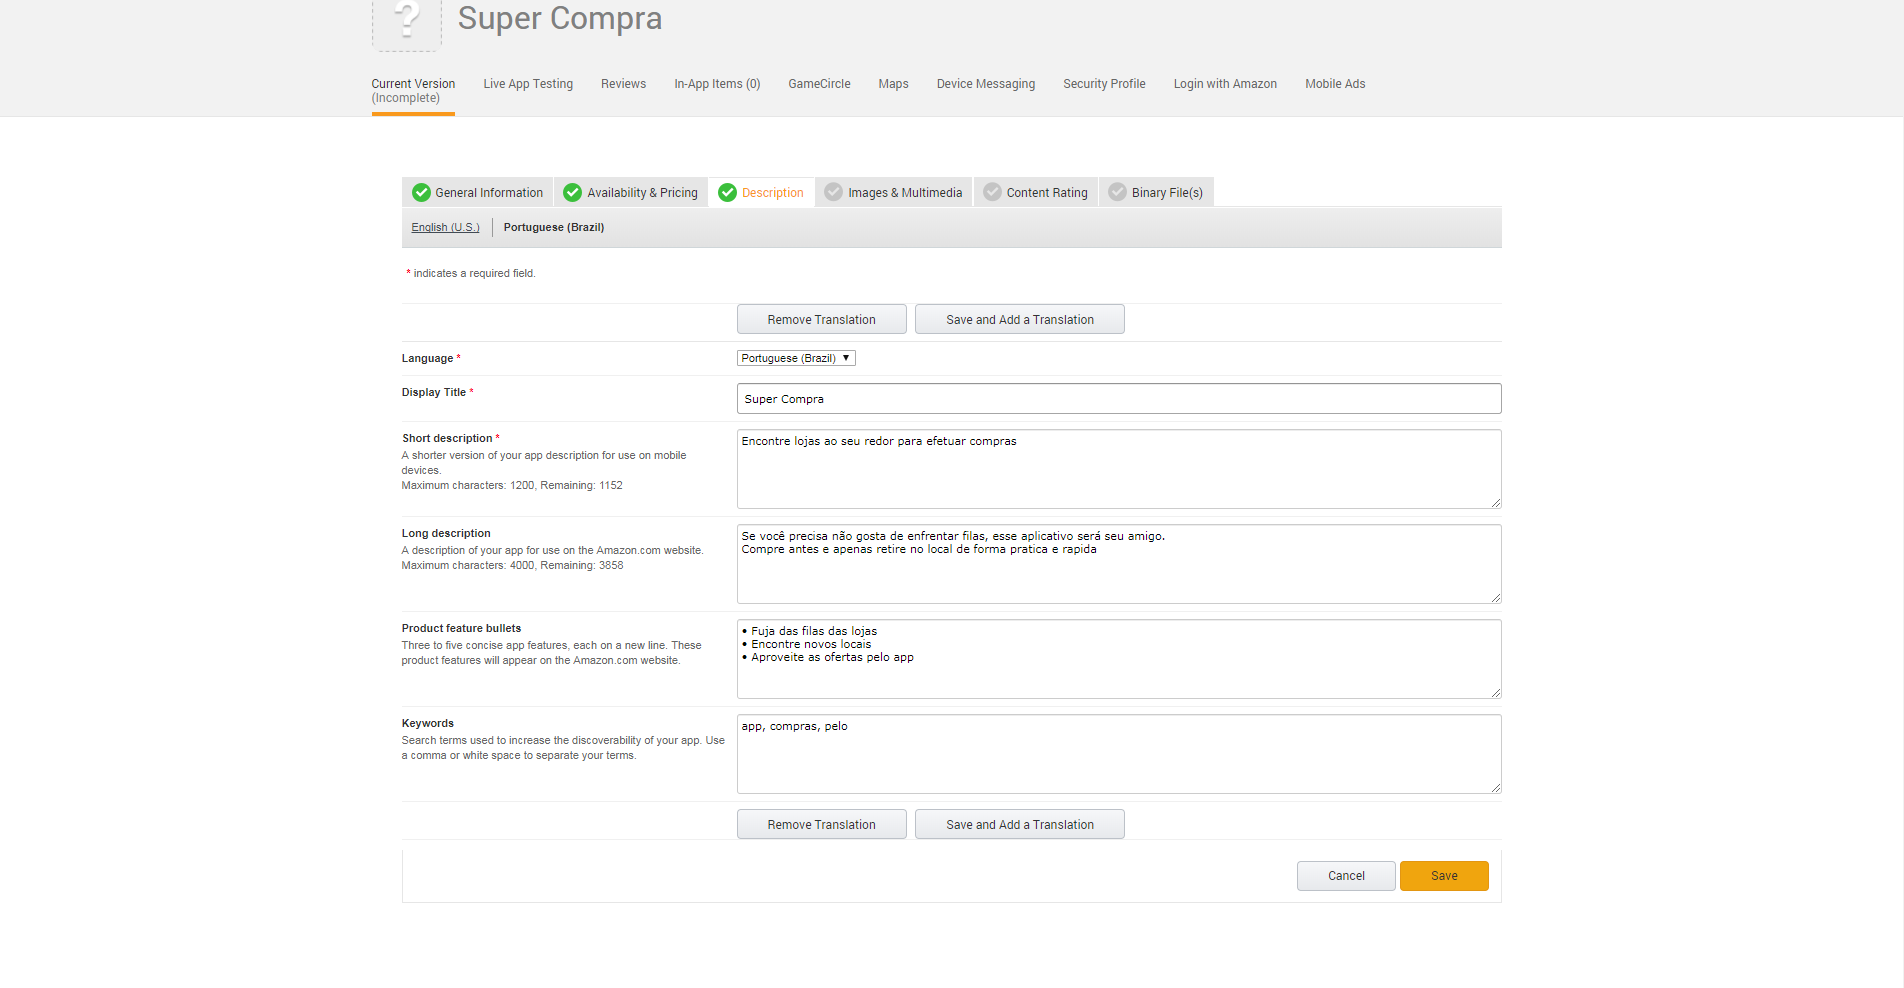 ?
Super Compra
Current Version
(Incomplete)
Live App Testing
Reviews
In-App Items (0)
GameCircle
Maps
Device Messaging
Security Profile
Login with Amazon
Mobile Ads
General Information
Availability & Pricing
Description
Images & Multimedia
Content Rating
Binary File(s)
English (U.S.)
Portuguese (Brazil)
* indicates a required field.
Remove Translation
Save and Add a Translation
Language *
Portuguese (Brazil)
Display Title *
Super Compra
Short description *
A shorter version of your app description for use on mobile
devices.
Maximum characters: 1200, Remaining: 1152
Encontre lojas ao seu redor para efetuar compras
Long description
A description of your app for use on the Amazon.com website.
Maximum characters: 4000, Remaining: 3858
Se você precisa não gosta de enfrentar filas, esse aplicativo será seu amigo.
Compre antes e apenas retire no local de forma pratica e rapida
Product feature bullets
Three to five concise app features, each on a new line. These
product features will appear on the Amazon.com website.
• Fuja das filas das lojas
• Encontre novos locais
• Aproveite as ofertas pelo app
Keywords
Search terms used to increase the discoverability of your app. Use
a comma or white space to separate your terms.
app, compras, pelo
Remove Translation
Save and Add a Translation
Cancel
Save